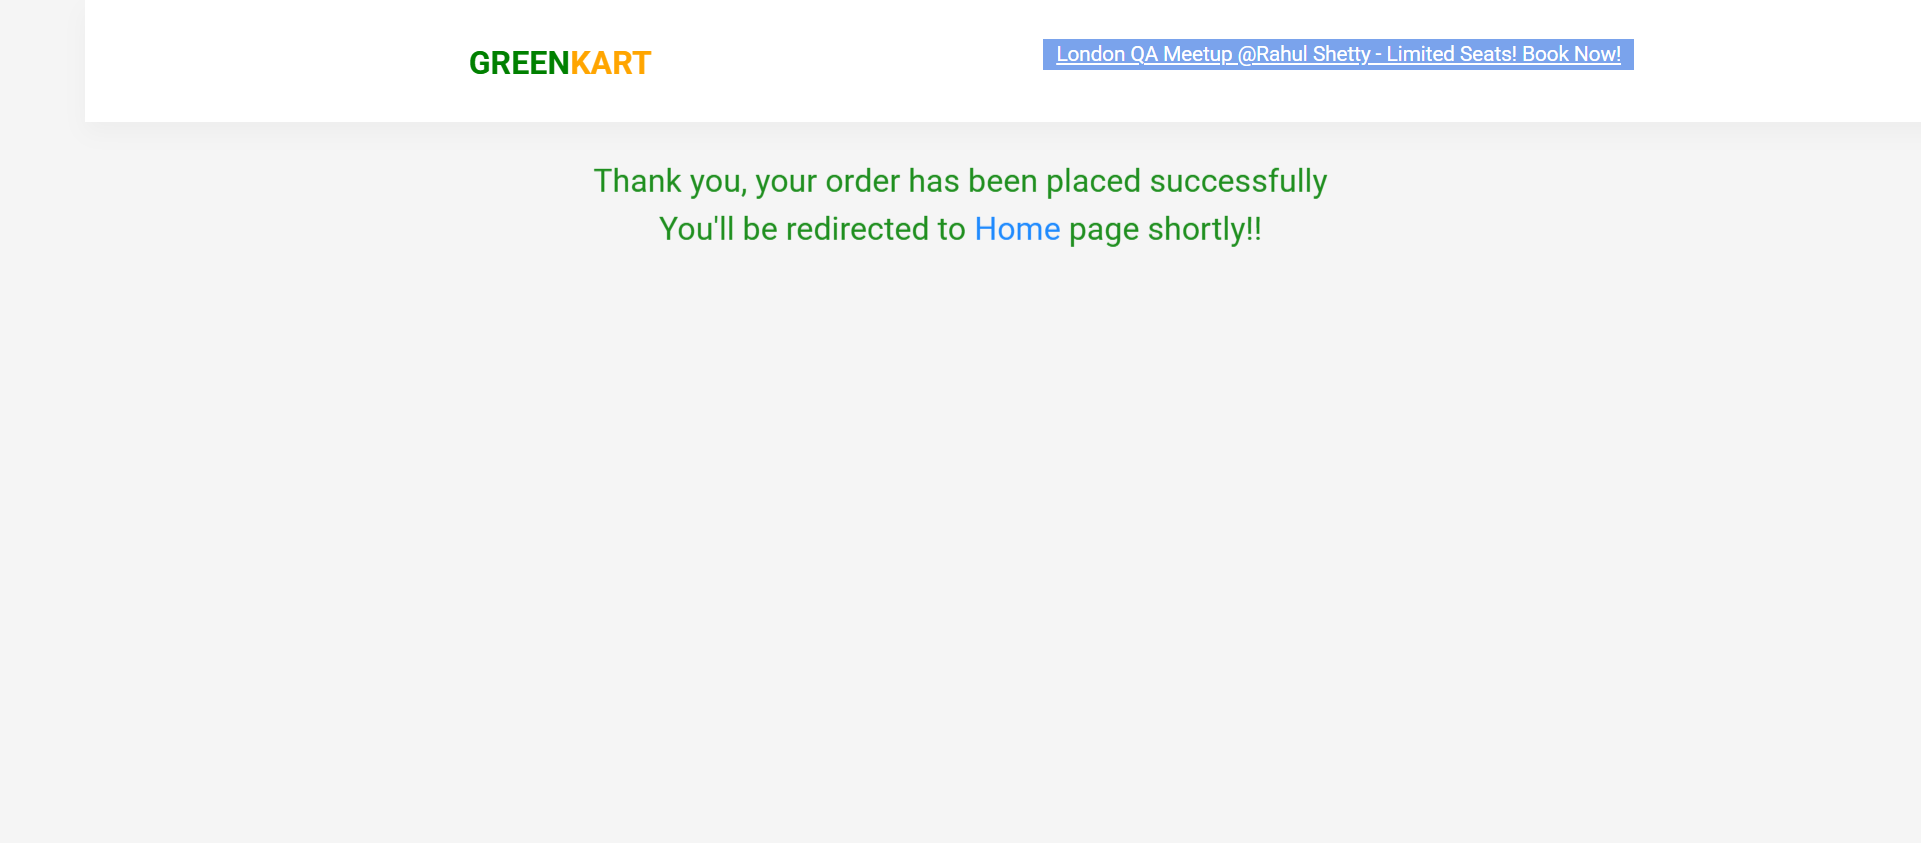 GREENKART
London QA Meetup @Rahul Shetty - Limited Seats! Book Now!
Thank you, your order has been placed successfully
You'll be redirected to Home page shortly!!